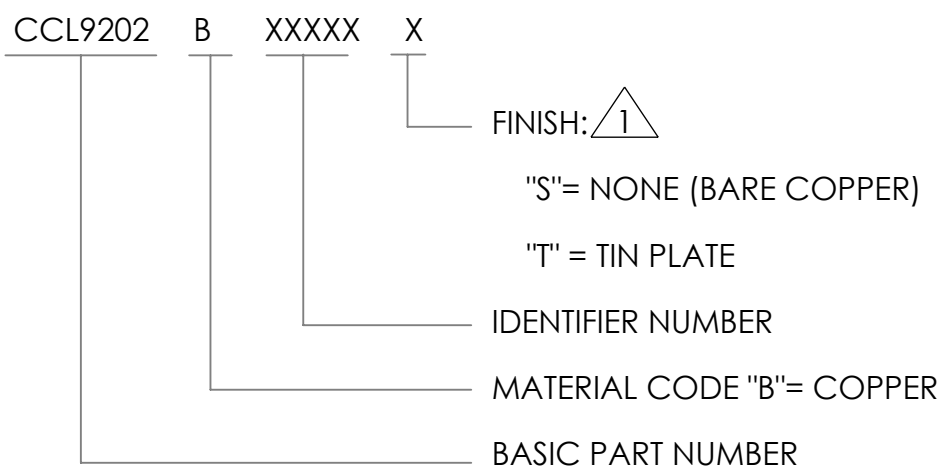 CCL9202 B XXXXX X
FINISH: 1
"S"= NONE (BARE COPPER)
"T" = TIN PLATE
IDENTIFIER NUMBER
MATERIAL CODE "B"= COPPER
BASIC PART NUMBER